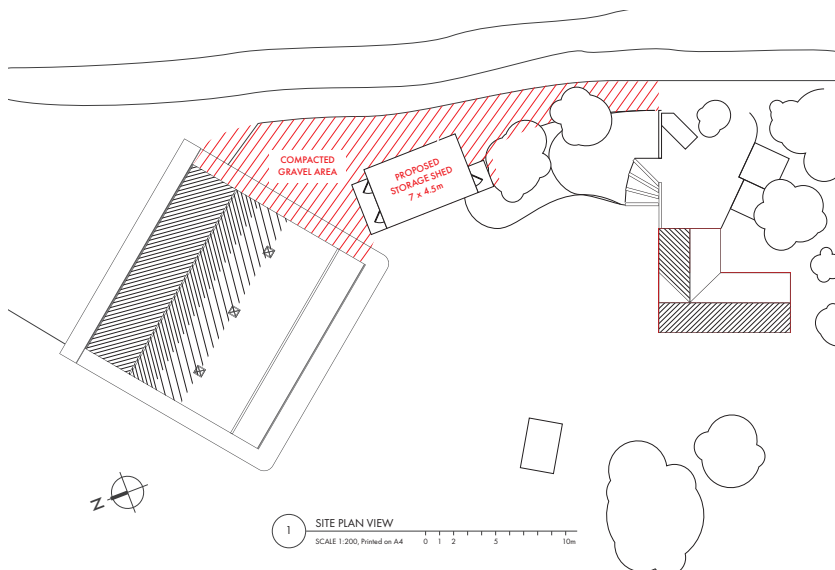 COMPACTED
GRAVEL AREA
PROPOSED
STORAGE SHED
7 x 4.5m
N
1
SITE PLAN VIEW
SCALE 1:200, Printed on A4
0 1 2 5 10m